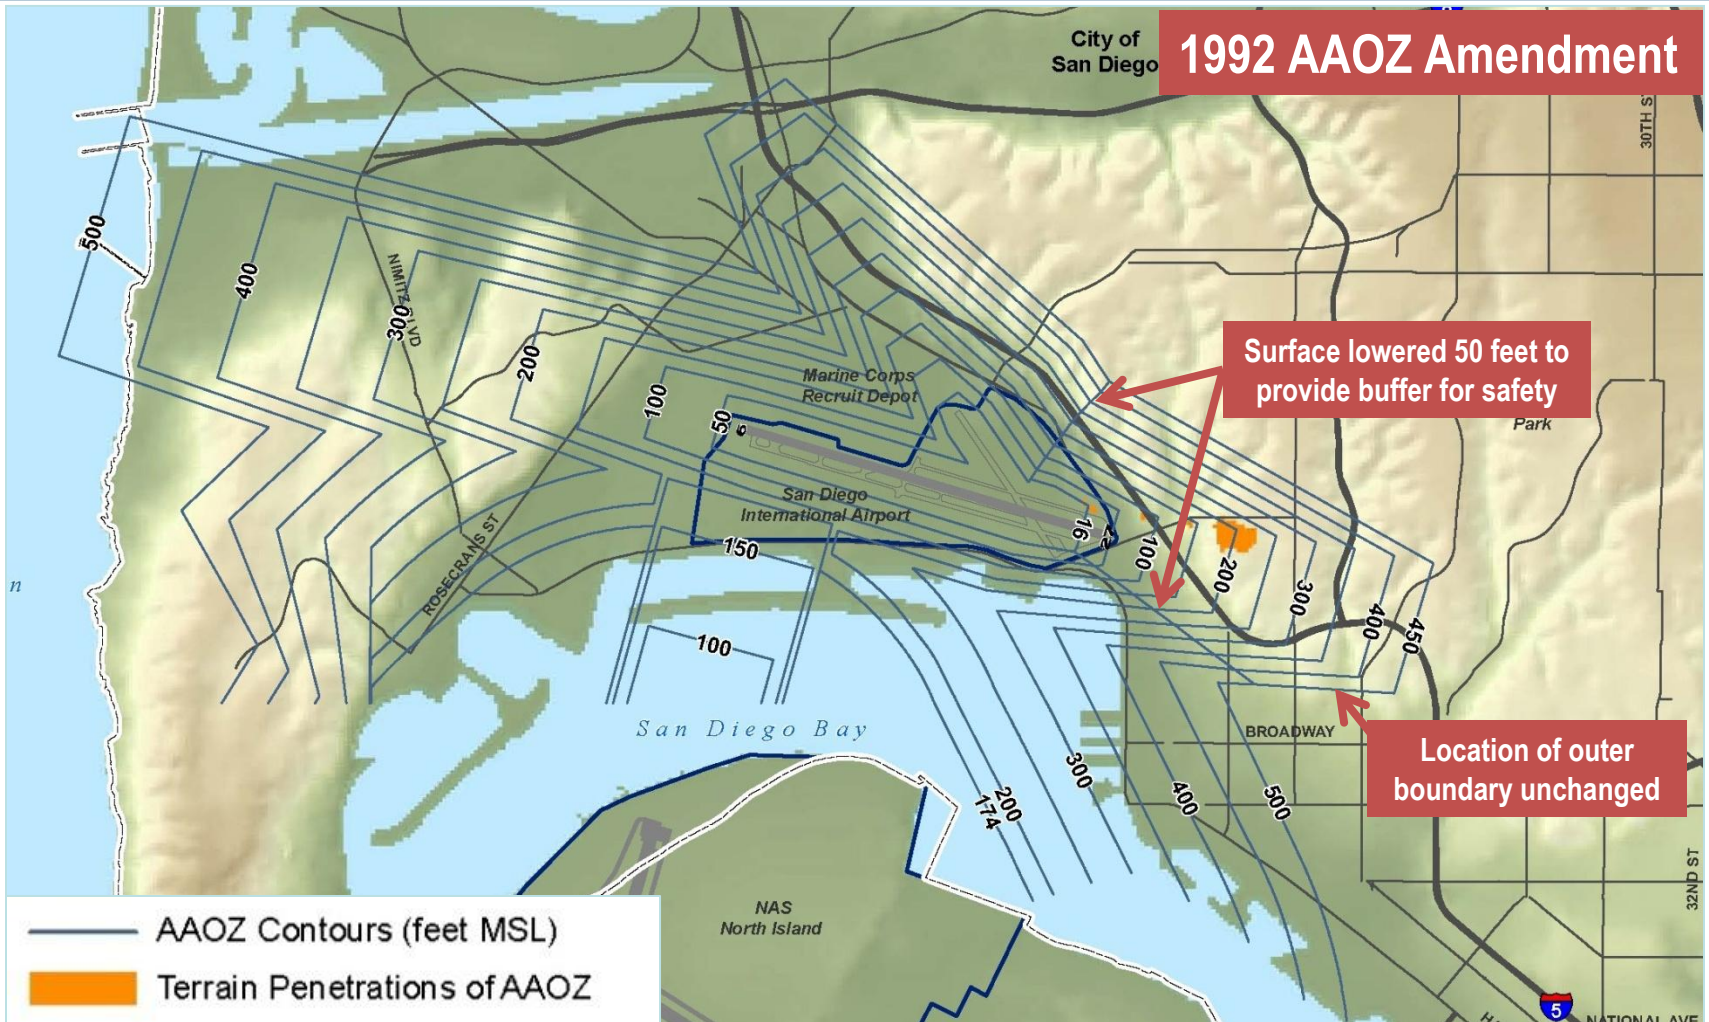 City of
San Diego
1992 AAOZ Amendment
30TH ST
500
400
NIMITZ BLVD
300
200
100
50
Marine Corps
Recruit Depot
Surface lowered 50 feet to
provide buffer for safety
Park
San Diego
International Airport
16
150
100
200
300
400
450
ROSECRANS ST
n
100
San Diego Bay
BROADWAY
Location of outer
boundary unchanged
200
174
300
400
500
32ND ST
NAS
North Island
AAOZ Contours (feet MSL)
Terrain Penetrations of AAOZ
5
NATIONAL AVE